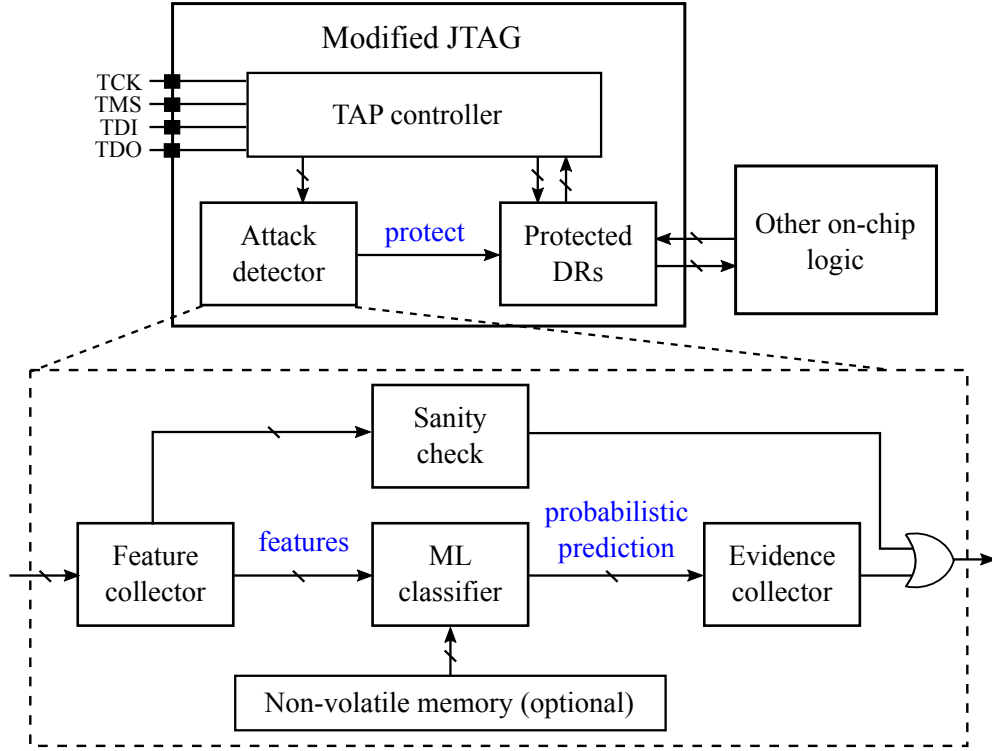 Modified JTAG
TCK
TMS
TDI
TDO
TAP controller
Attack
detector
protect
Protected
DRs
Other on-chip
logic
Sanity
check
Feature
collector
features
ML
classifier
probabilistic
prediction
Evidence
collector
Non-volatile memory (optional)